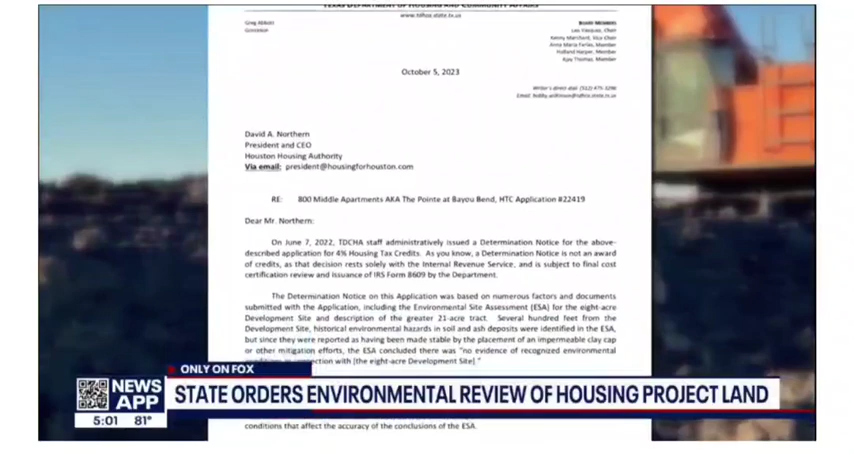 TEXAS DEPARTMENT OF HOUSING AND COMMUNITY AFFAIRS
www.tdhca.state.tx.us
Greg Abbott
Governor
BOARD MEMBERS
Leo Vasquez, Chair
Kenny Marchant, Vice Chair
Anna Maria Farías, Member
Holland Harper, Member
Ajay Thomas, Member
October 5, 2023
Writer's direct dial (512) 475-3296
Email: bobby.wilkinson@tdhca.state.tx.us
David A. Northern
President and CEO
Houston Housing Authority
Via email: president@housingforhouston.com
RE: 800 Middle Apartments AKA The Pointe at Bayou Bend, HTC Application #22419
Dear Mr. Northern:
On June 7, 2022, TDCHA staff administratively issued a Determination Notice for the above-
described application for 4% Housing Tax Credits. As you know, a Determination Notice is not an award
of credits, as that decision rests solely with the Internal Revenue Service, and is subject to final cost
certification review and issuance of IRS Form 8609 by the Department.
The Determination Notice on this Application was based on numerous factors and documents
submitted with the Application, including the Environmental Site Assessment (ESA) for the eight-acre
Development Site and description of the greater 21-acre tract. Several hundred feet from the
Development Site, historical environmental hazards in soil and ash deposits were identified in the ESA,
but since they were reported as having been made stable by the placement of an impermeable clay cap
or other mitigation efforts, the ESA concluded there was "no evidence of recognized environmental
connection with [the eight-acre Development Site]."
ONLY ON FOX
NEWS
APP
STATE ORDERS ENVIRONMENTAL REVIEW OF HOUSING PROJECT LAND
5:01 81°
conditions that affect the accuracy of the conclusions of the ESA.